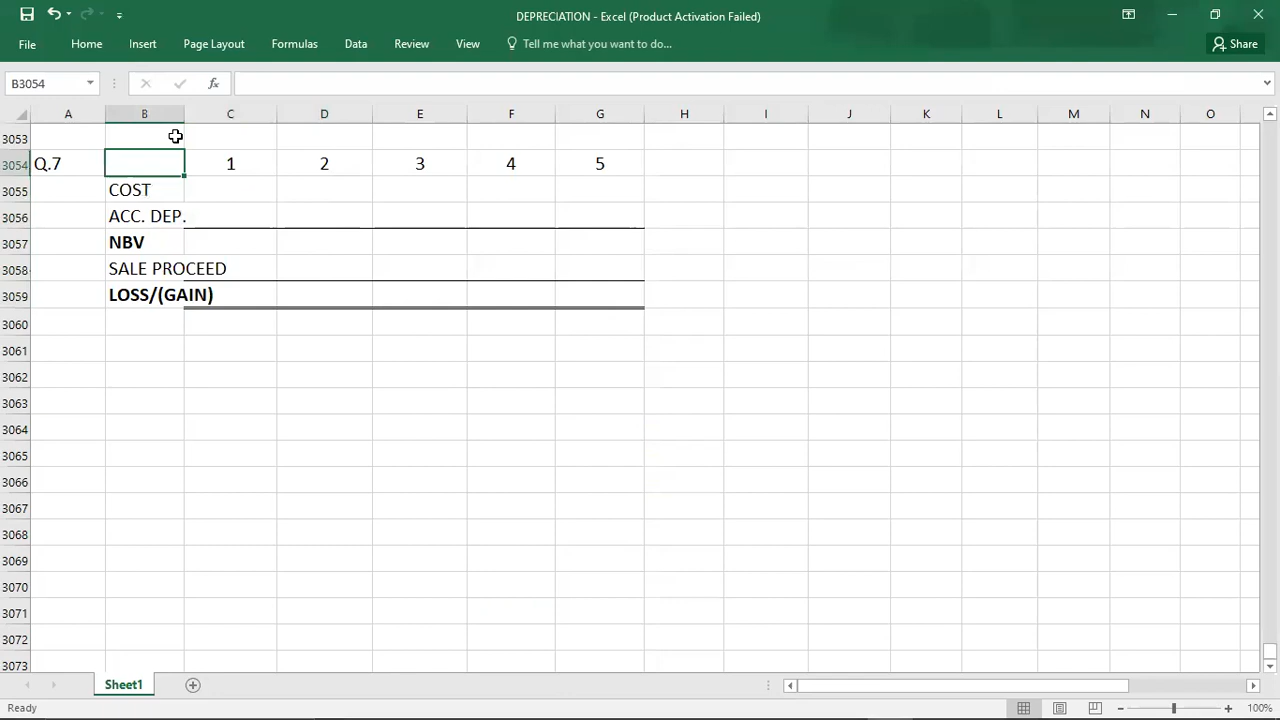 DEPRECIATION - Excel (Product Activation Failed)
File Home Insert Page Layout Formulas Data Review View Tell me what you want to do... Share
B3054 fx
A B C D E F G H I J K L M N O
3053
3054 Q.7 1 2 3 4 5
3055 COST
3056 ACC. DEP.
3057 NBV
3058 SALE PROCEED
3059 LOSS/(GAIN)
3060
3061
3062
3063
3064
3065
3066
3067
3068
3069
3070
3071
3072
3073
Sheet1
Ready 100%